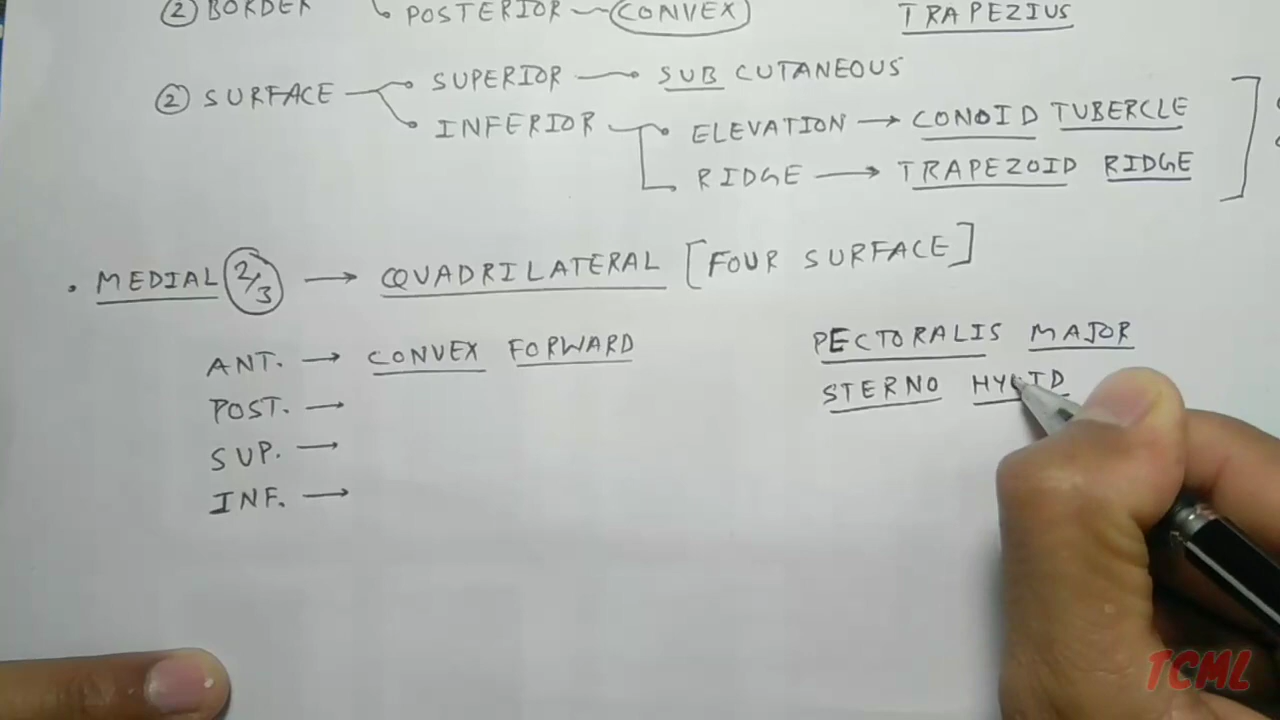 ② BORDER POSTERIOR CONVEX TRAPEZIUS
② SURFACE SUPERIOR SUB CUTANEOUS
INFERIOR ELEVATION → CONOID TUBERCLE
RIDGE → TRAPEZOID RIDGE
. MEDIAL 2/3 → QUADRILATERAL [FOUR SURFACE]
ANT. → CONVEX FORWARD PECTORALIS MAJOR
POST. → STERNO HYOID
SUP. →
INF. →
TCML